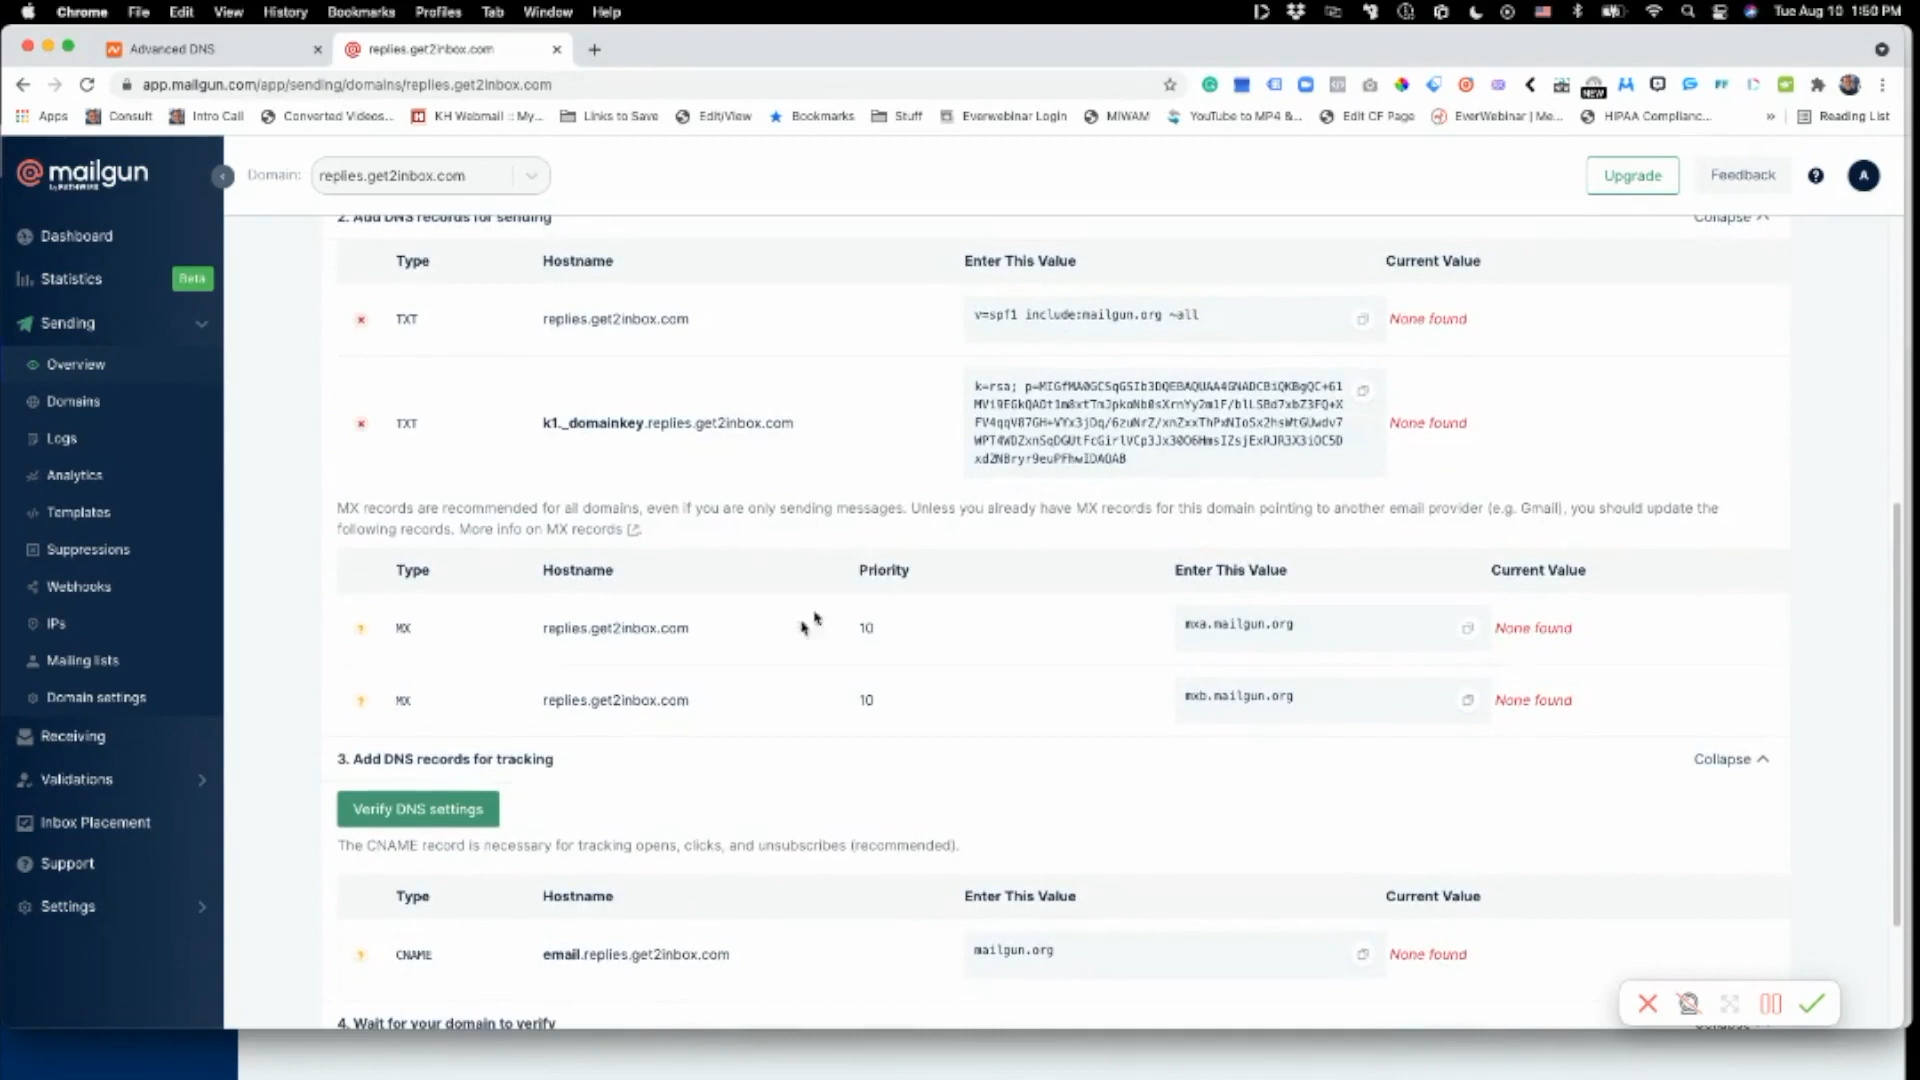 Chrome File Edit View History Bookmarks Profiles Tab Window Help Tue Aug 10 1:50 PM
Advanced DNS replies.get2inbox.com
app.mailgun.com/app/sending/domains/replies.get2inbox.com
NEW
Apps Consult Intro Call Converted Videos... KH Webmail :: My... Links to Save Edit/View Bookmarks Stuff Everwebinar Login MIWAM YouTube to MP4 &... Edit CF Page EverWebinar | Me... HIPAA Complianc... » Reading List
mailgun
by PATHWIRE
Domain: replies.get2inbox.com Upgrade Feedback ? A
Dashboard
Statistics Beta
Sending
Overview
Domains
Logs
Analytics
Templates
Suppressions
Webhooks
IPs
Mailing lists
Domain settings
Receiving
Validations
Inbox Placement
Support
Settings
2. Add DNS records for sending Collapse
Type Hostname Enter This Value Current Value
TXT replies.get2inbox.com v=spf1 include:mailgun.org ~all None found
TXT k1._domainkey.replies.get2inbox.com None found
k=rsa;
MX records are recommended for all domains, even if you are only sending messages. Unless you already have MX records for this domain pointing to another email provider (e.g. Gmail), you should update the
following records. More info on MX records
Type Hostname Priority Enter This Value Current Value
? MX replies.get2inbox.com 10 mxa.mailgun.org None found
? MX replies.get2inbox.com 10 mxb.mailgun.org None found
3. Add DNS records for tracking Collapse
Verify DNS settings
The CNAME record is necessary for tracking opens, clicks, and unsubscribes (recommended).
Type Hostname Enter This Value Current Value
? CNAME email.replies.get2inbox.com mailgun.org None found
4. Wait for your domain to verify Collapse